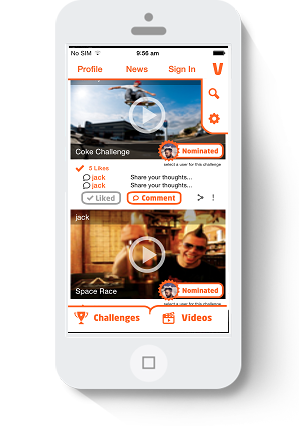 No SIM 9:56 am
Profile News Sign In V
Coke Challenge Nominated
select a user for this challenge
5 Likes
jack Share your thoughts...
jack Share your thoughts...
Liked Comment !
jack
Space Race Nominated
select a user for this challenge
Challenges Videos